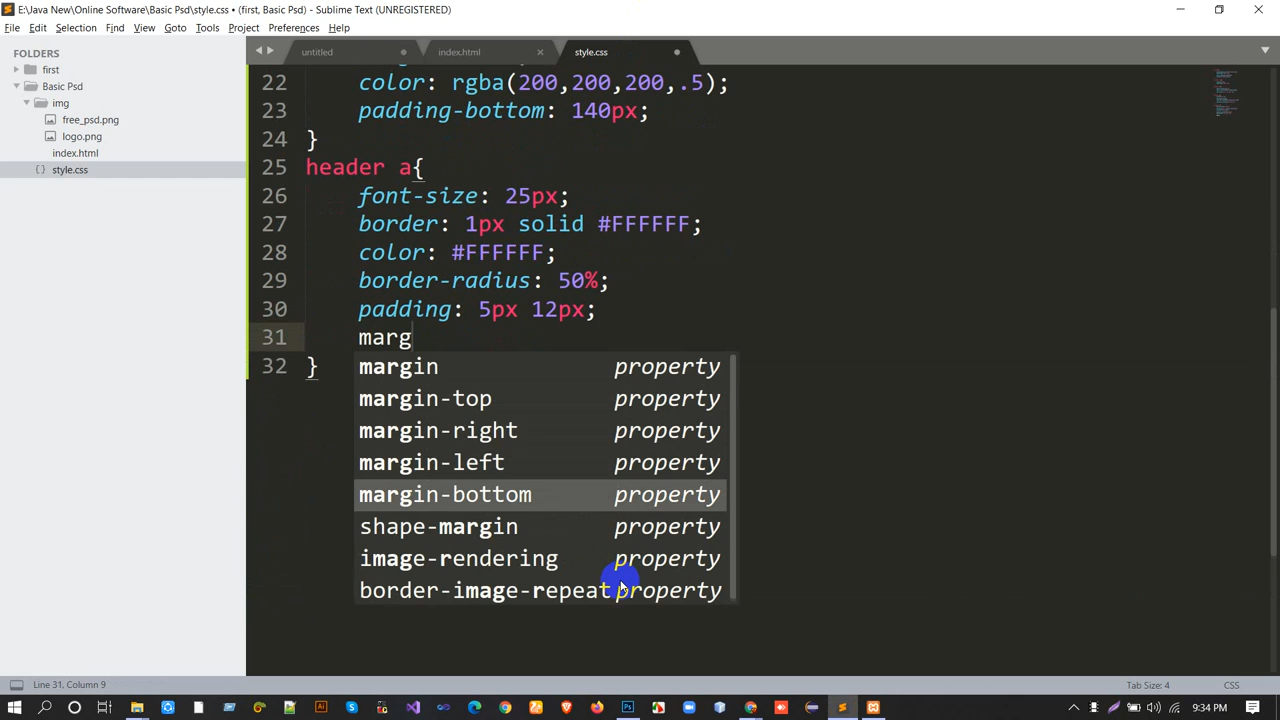 E:\Java New\Online Software\Basic Psd\style.css • (first, Basic Psd) - Sublime Text (UNREGISTERED)
File Edit Selection Find View Goto Tools Project Preferences Help
FOLDERS
first
Basic Psd
img
free_psd.png
logo.png
index.html
style.css
untitled
index.html
style.css
22 color: rgba(200,200,200,.5);
23 padding-bottom: 140px;
24 }
25 header a{
26 font-size: 25px;
27 border: 1px solid #FFFFFF;
28 color: #FFFFFF;
29 border-radius: 50%;
30 padding: 5px 12px;
31 marg
32 }
margin property
margin-top property
margin-right property
margin-left property
margin-bottom property
shape-margin property
image-rendering property
border-image-repeat property
Line 31, Column 9
Tab Size: 4
CSS
9:34 PM